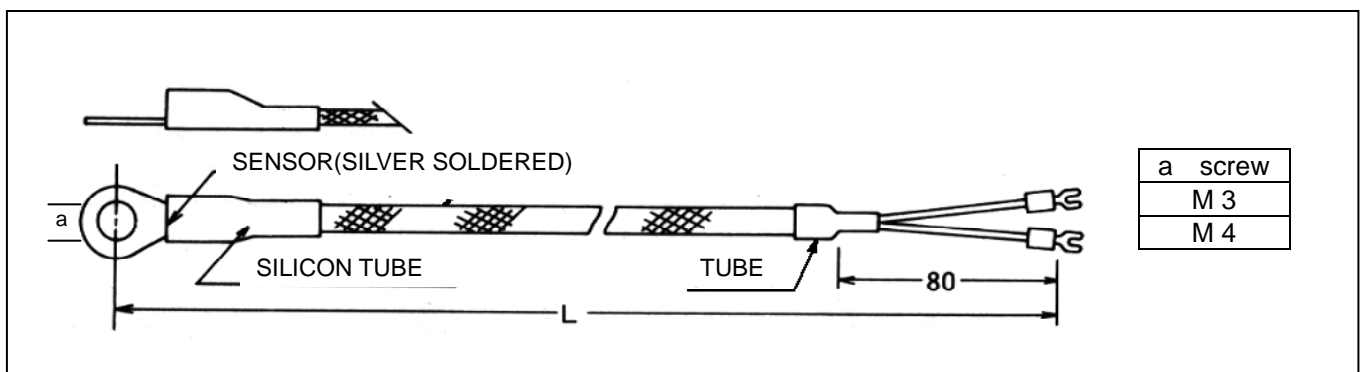 SENSOR(SILVER SOLDERED)
a
SILICON TUBE
TUBE
80
L
a screw
M 3
M 4